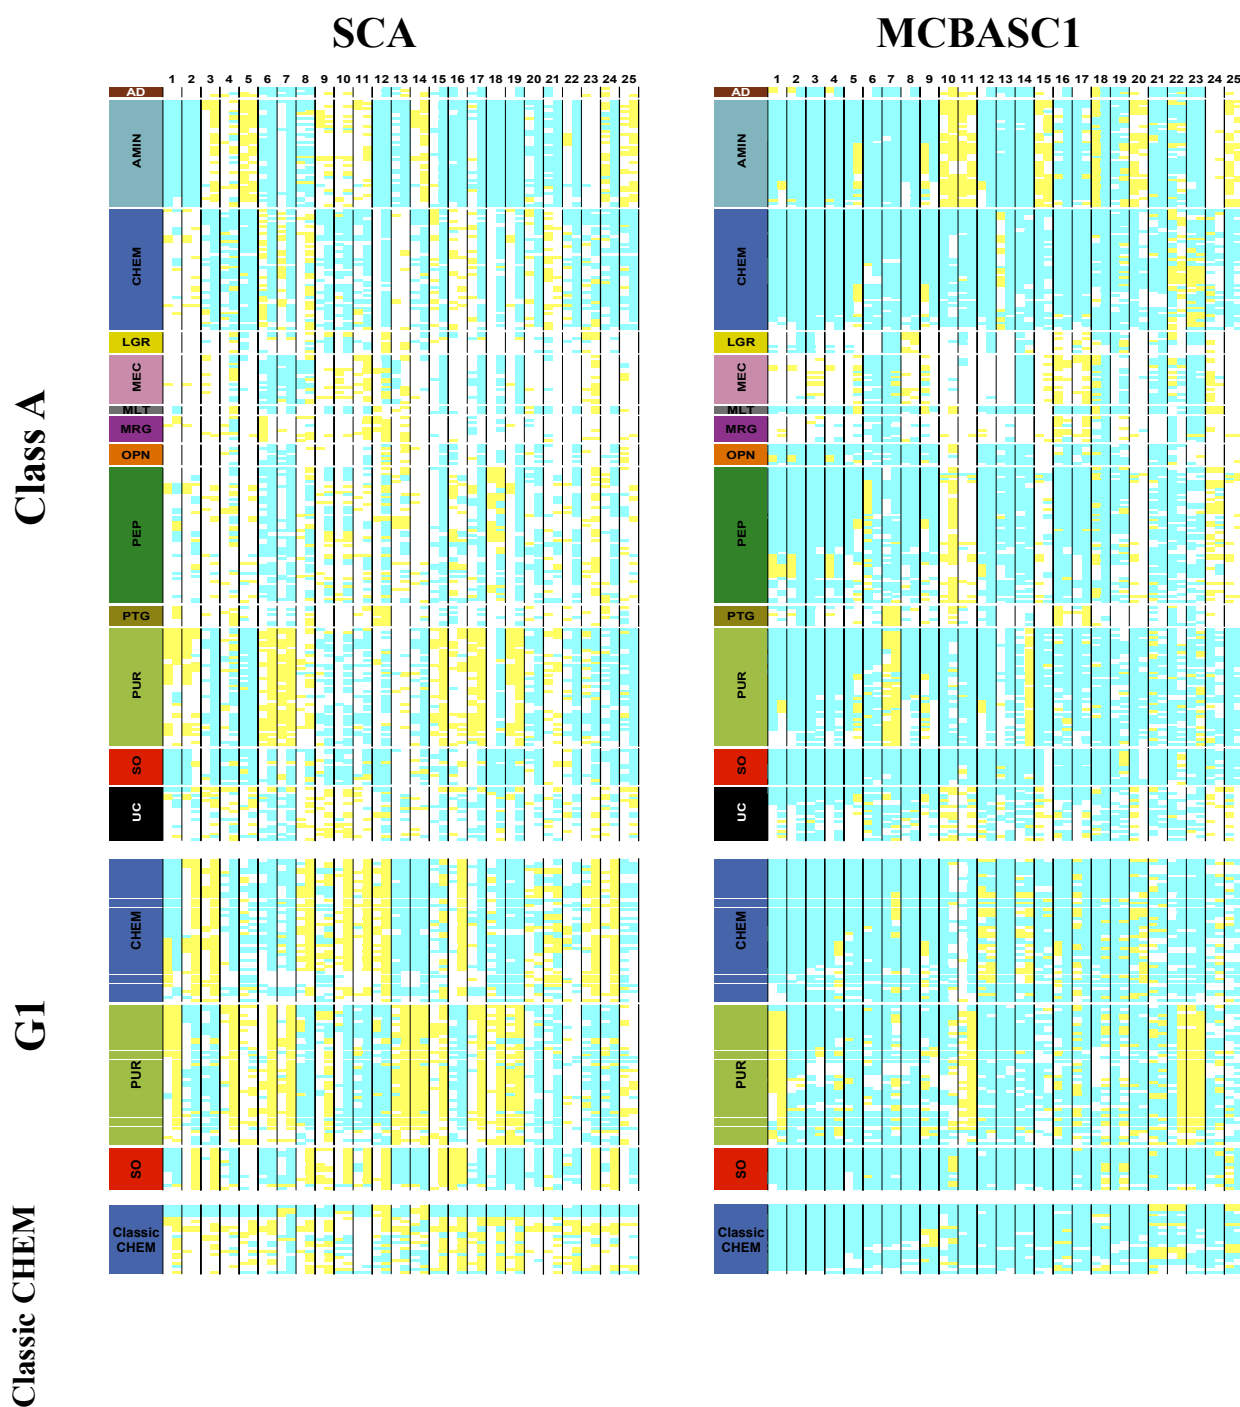 SCA
MCBASC1
1 2 3 4 5 6 7 8 9 10 11 12 13 14 15 16 17 18 19 20 21 22 23 24 25
1 2 3 4 5 6 7 8 9 10 11 12 13 14 15 16 17 18 19 20 21 22 23 24 25
Class A
AD
AMIN
CHEM
LGR
MEC
MLT
MRG
OPN
PEP
PTG
PUR
SO
UC
AD
AMIN
CHEM
LGR
MEC
MLT
MRG
OPN
PEP
PTG
PUR
SO
UC
G1
CHEM
PUR
SO
CHEM
PUR
SO
Classic CHEM
Classic
CHEM
Classic
CHEM